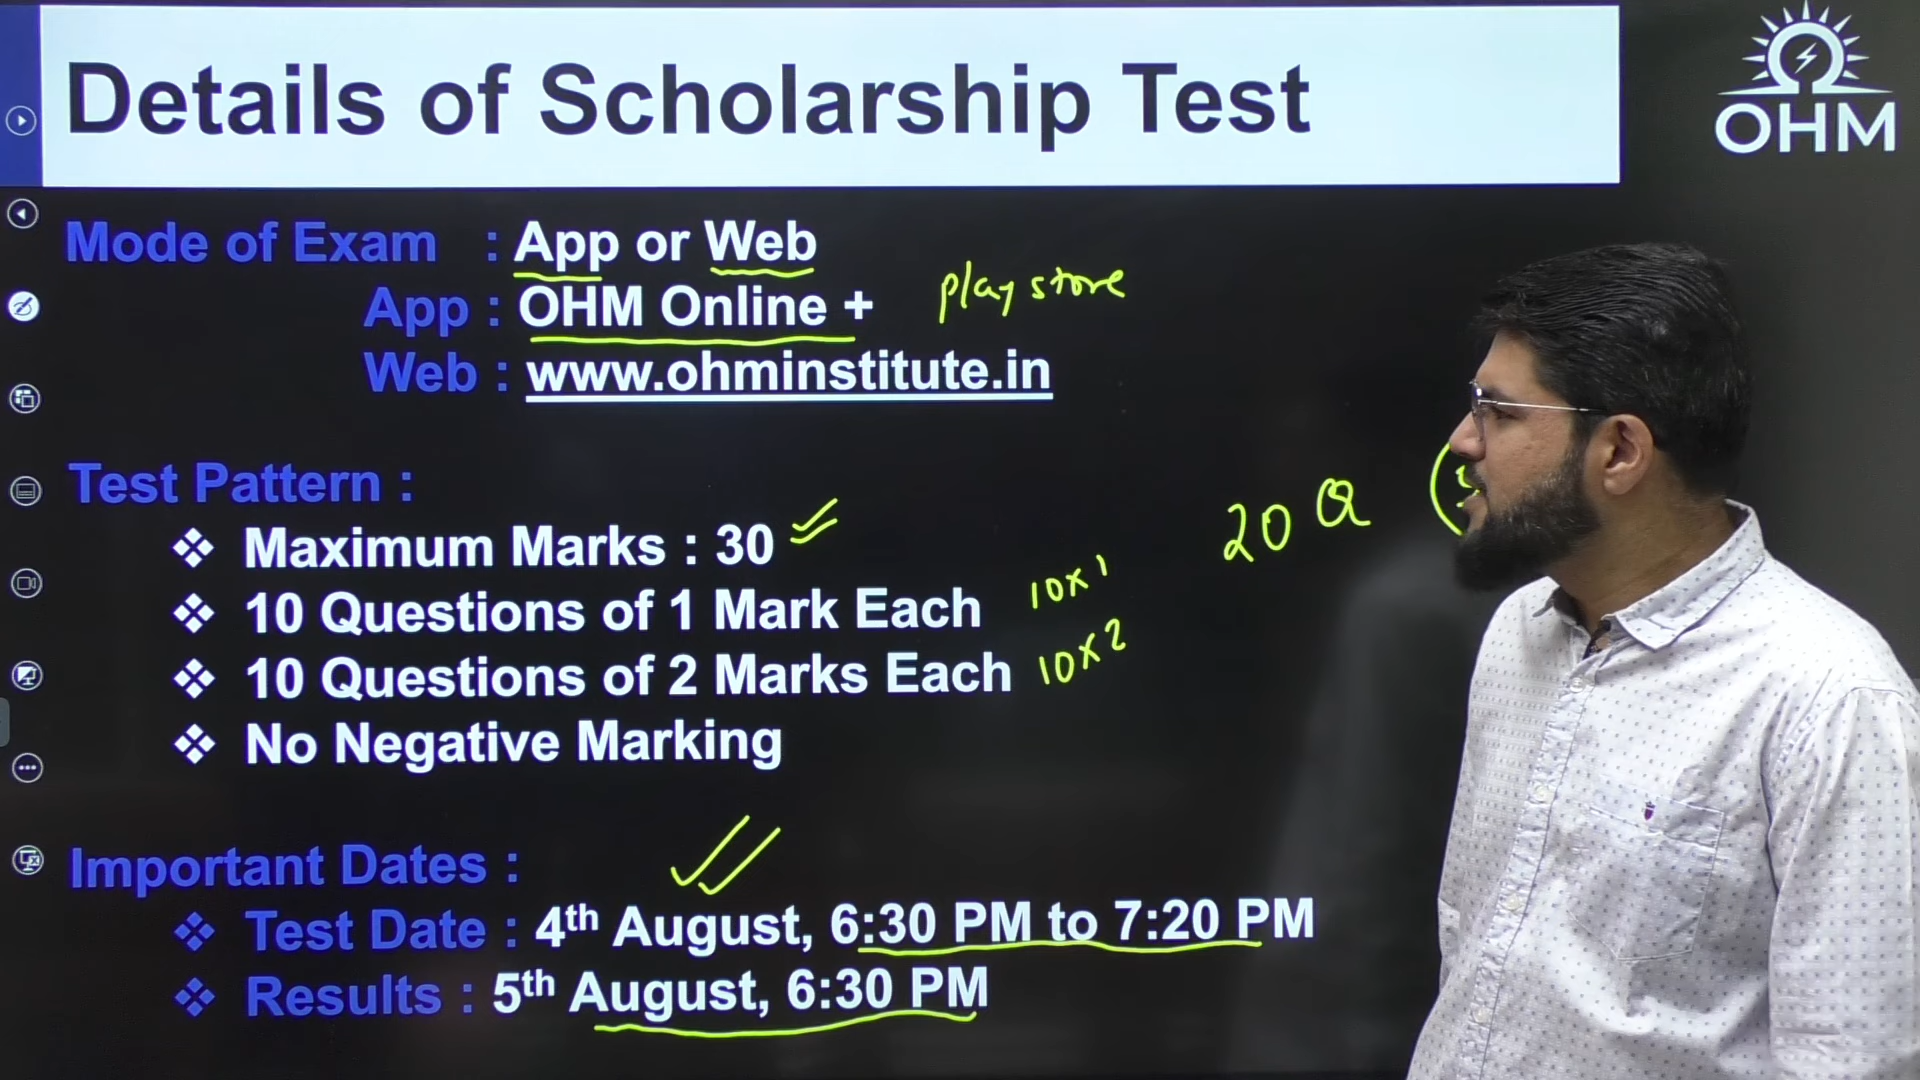 Details of Scholarship Test
OHM
Mode of Exam : App or Web
App : OHM Online + play store
Web : www.ohminstitute.in
Test Pattern :
❖ Maximum Marks : 30
20 Q
❖ 10 Questions of 1 Mark Each 10x1
❖ 10 Questions of 2 Marks Each 10x2
❖ No Negative Marking
Important Dates :
❖ Test Date : 4th August, 6:30 PM to 7:20 PM
❖ Results : 5th August, 6:30 PM